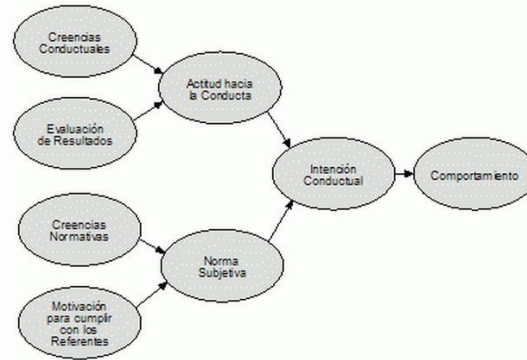 Creencias
Conductuales
Actitud hacia
la Conducta
Evaluación
de Resultados
Intención
Conductual
Comportamiento
Creencias
Normativas
Norma
Subjetiva
Motivación
para cumplir
con los
Referentes